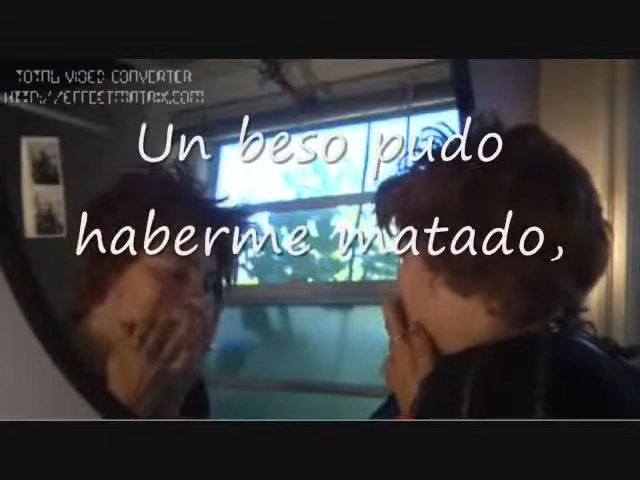 TOTAL VIDEO CONVERTER
HTTP://EFFECTMATRIX.COM
Un beso pudo
haberme matado,